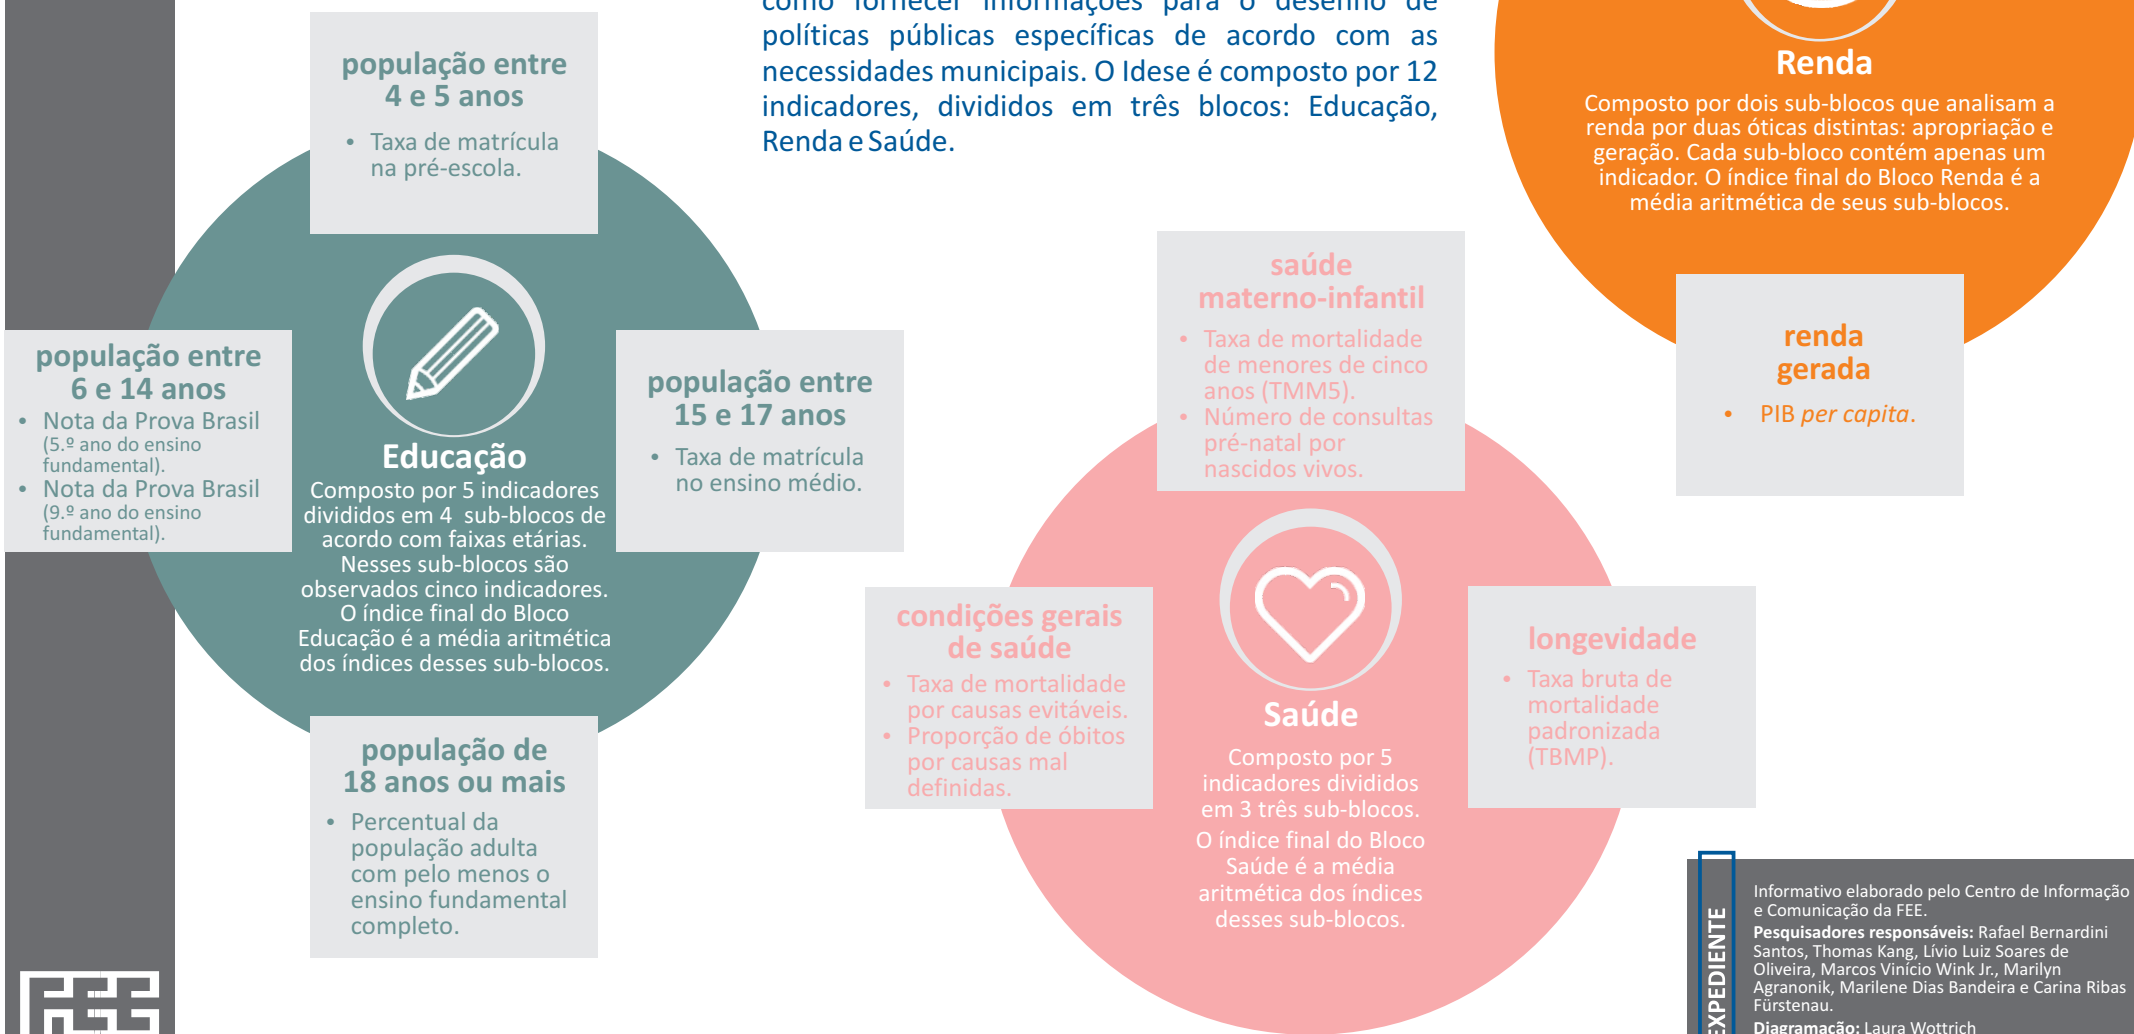 como fornecer informações para o desenho de
políticas públicas específicas de acordo com as
necessidades municipais. O Idese é composto por 12
indicadores, divididos em três blocos: Educação,
Renda e Saúde.
população entre
4 e 5 anos
• Taxa de matrícula
na pré-escola.
população entre
6 e 14 anos
• Nota da Prova Brasil
(5.º ano do ensino
fundamental).
• Nota da Prova Brasil
(9.º ano do ensino
fundamental).
Educação
Composto por 5 indicadores
divididos em 4 sub-blocos de
acordo com faixas etárias.
Nesses sub-blocos são
observados cinco indicadores.
O índice final do Bloco
Educação é a média aritmética
dos índices desses sub-blocos.
população entre
15 e 17 anos
• Taxa de matrícula
no ensino médio.
população de
18 anos ou mais
• Percentual da
população adulta
com pelo menos o
ensino fundamental
completo.
Renda
Composto por dois sub-blocos que analisam a
renda por duas óticas distintas: apropriação e
geração. Cada sub-bloco contém apenas um
indicador. O índice final do Bloco Renda é a
média aritmética de seus sub-blocos.
renda
gerada
• PIB per capita.
saúde
materno-infantil
• Taxa de mortalidade
de menores de cinco
anos (TMM5).
• Número de consultas
pré-natal por
nascidos vivos.
condições gerais
de saúde
• Taxa de mortalidade
por causas evitáveis.
• Proporção de óbitos
por causas mal
definidas.
Saúde
Composto por 5
indicadores divididos
em 3 três sub-blocos.
O índice final do Bloco
Saúde é a média
aritmética dos índices
desses sub-blocos.
longevidade
• Taxa bruta de
mortalidade
padronizada
(TBMP).
FEE
EXPEDIENTE
Informativo elaborado pelo Centro de Informação
e Comunicação da FEE.
Pesquisadores responsáveis: Rafael Bernardini
Santos, Thomas Kang, Lívio Luiz Soares de
Oliveira, Marcos Vinício Wink Jr., Marilyn
Agranonik, Marilene Dias Bandeira e Carina Ribas
Fürstenau.
Diagramação: Laura Wottrich